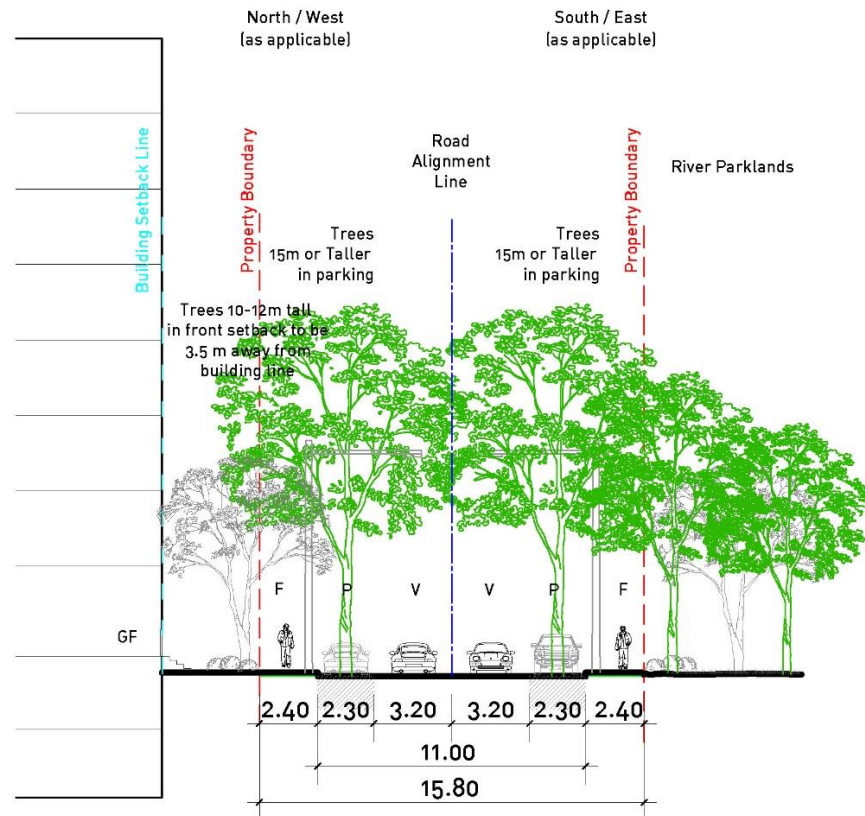 North / West
(as applicable)
South / East
(as applicable)
Building Setback Line
Property Boundary
Road
Alignment
Line
Property Boundary
River Parklands
Trees
15m or Taller
in parking
Trees
15m or Taller
in parking
Trees 10-12m tall
in front setback to be
3.5 m away from
building line
F
P
V
V
P
F
GF
2.40
2.30
3.20
3.20
2.30
2.40
11.00
15.80